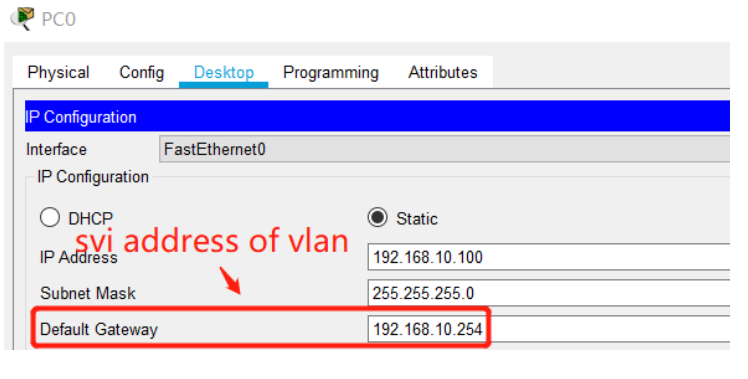 PC0
Physical Config Desktop Programming Attributes
IP Configuration
Interface FastEthernet0
IP Configuration
DHCP Static
svi address of vlan
IP Address 192.168.10.100
Subnet Mask 255.255.255.0
Default Gateway 192.168.10.254